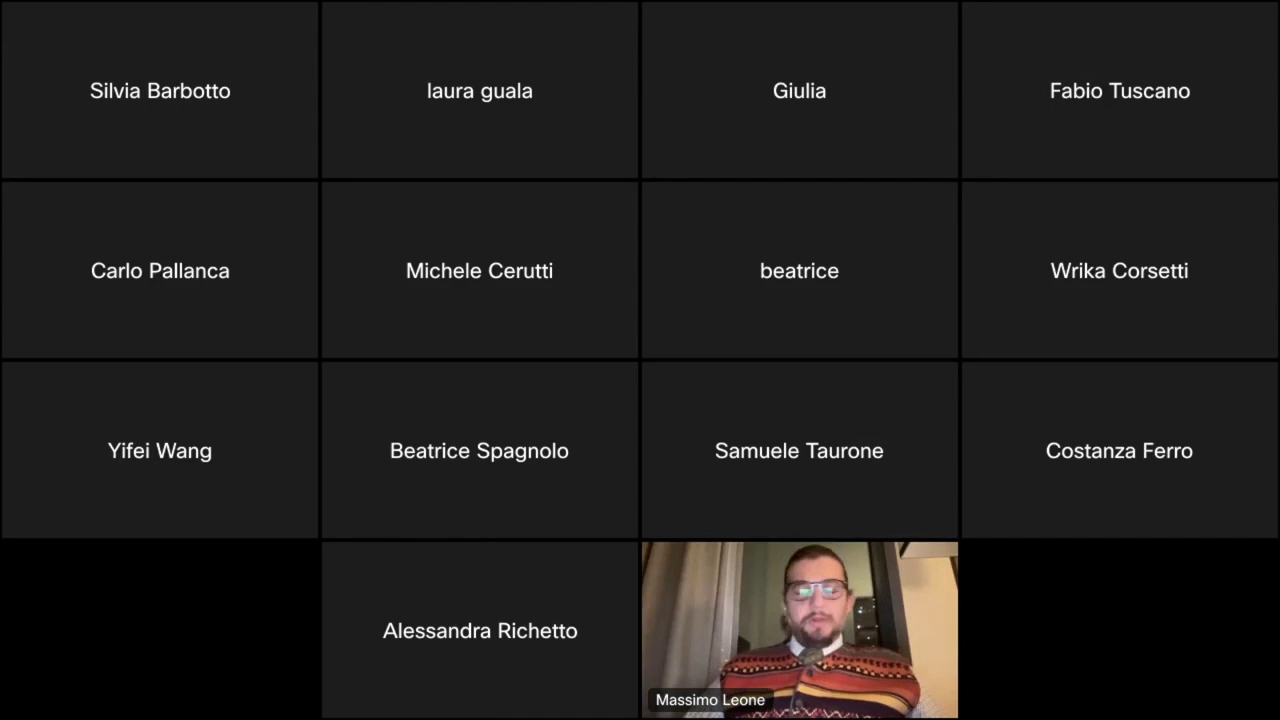 Silvia Barbotto
laura guala
Giulia
Fabio Tuscano
Carlo Pallanca
Michele Cerutti
beatrice
Wrika Corsetti
Yifei Wang
Beatrice Spagnolo
Samuele Taurone
Costanza Ferro
Alessandra Richetto
Massimo Leone